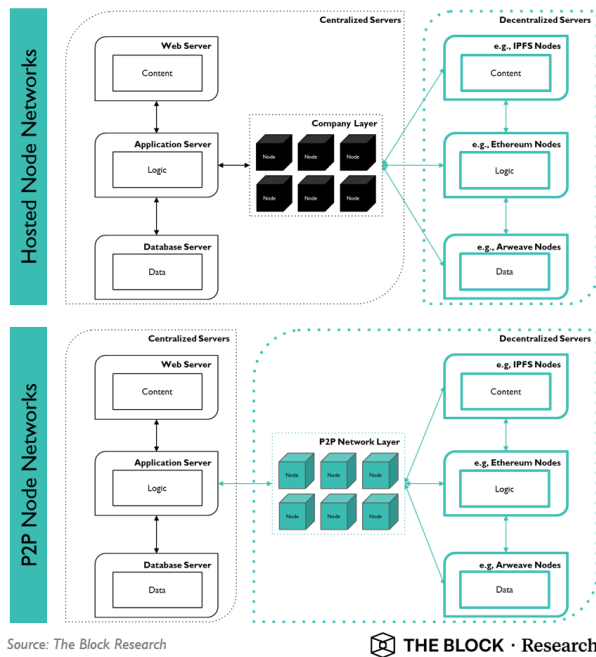 Hosted Node Networks
Centralized Servers
Decentralized Servers
Web Server
Content
Application Server
Logic
Database Server
Data
Company Layer
Node
Node
Node
Node
Node
Node
e.g., IPFS Nodes
Content
e.g., Ethereum Nodes
Logic
e.g., Arweave Nodes
Data
P2P Node Networks
Centralized Servers
Decentralized Servers
Web Server
Content
Application Server
Logic
Database Server
Data
P2P Network Layer
Node
Node
Node
Node
Node
Node
e.g, IPFS Nodes
Content
e.g, Ethereum Nodes
Logic
e.g, Arweave Nodes
Data
Source: The Block Research
THE BLOCK · Research